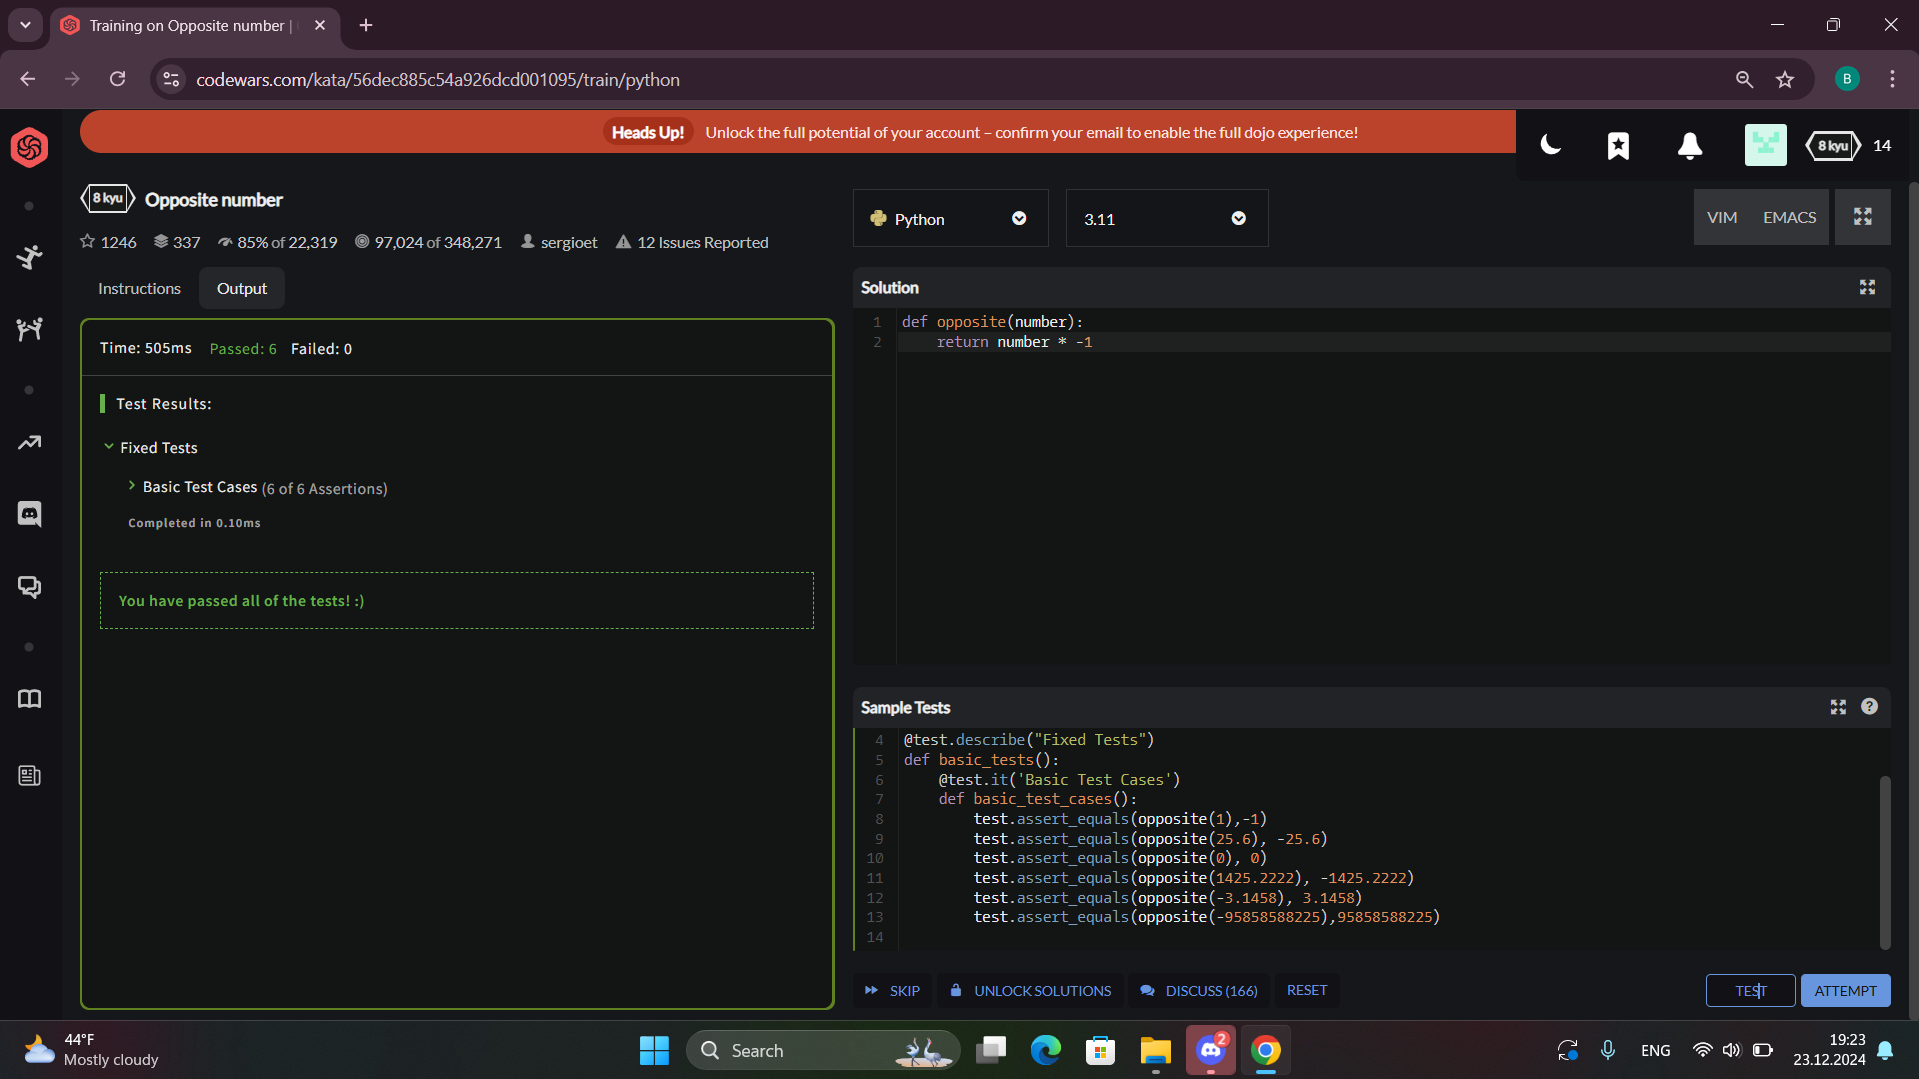 Training on Opposite number |
codewars.com/kata/56dec885c54a926dcd001095/train/python
B
Heads Up! Unlock the full potential of your account – confirm your email to enable the full dojo experience!
8 kyu 14
8 kyu Opposite number
1246 337 85% of 22,319 97,024 of 348,271 sergioet 12 Issues Reported
Python
3.11
VIM EMACS
Instructions Output
Time: 505ms Passed: 6 Failed: 0
Test Results:
Fixed Tests
Basic Test Cases (6 of 6 Assertions)
Completed in 0.10ms
You have passed all of the tests! :)
Solution
1 def opposite(number):
2     return number * -1
Sample Tests
4 @test.describe("Fixed Tests")
5 def basic_tests():
6     @test.it('Basic Test Cases')
7     def basic_test_cases():
8         test.assert_equals(opposite(1),-1)
9         test.assert_equals(opposite(25.6), -25.6)
10         test.assert_equals(opposite(0), 0)
11         test.assert_equals(opposite(1425.2222), -1425.2222)
12         test.assert_equals(opposite(-3.1458), 3.1458)
13         test.assert_equals(opposite(-95858588225),95858588225)
14
SKIP UNLOCK SOLUTIONS DISCUSS (166) RESET
TEST ATTEMPT
44°F
Mostly cloudy
Search
2
ENG
19:23
23.12.2024